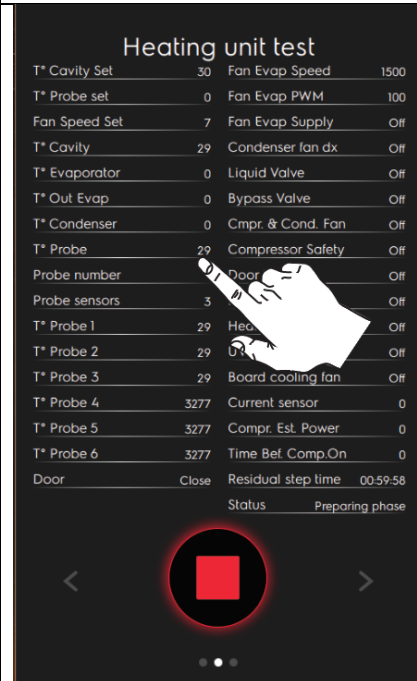 Heating unit test
T° Cavity Set 30 Fan Evap Speed 1500
T° Probe set 0 Fan Evap PWM 100
Fan Speed Set 7 Fan Evap Supply Off
T° Cavity 29 Condenser fan dx Off
T° Evaporator 0 Liquid Valve Off
T° Out Evap 0 Bypass Valve Off
T° Condenser 0 Cmpr. & Cond. Fan Off
T° Probe 29 Compressor Safety Off
Probe number Door Off
Probe sensors 3 Off
T° Probe 1 29 Off
T° Probe 2 29 Off
T° Probe 3 29 Board cooling fan Off
T° Probe 4 3277 Current sensor 0
T° Probe 5 3277 Compr. Est. Power 0
T° Probe 6 3277 Time Bef. Comp.On 0
Door Close Residual step time 00:59:58
Status Preparing phase